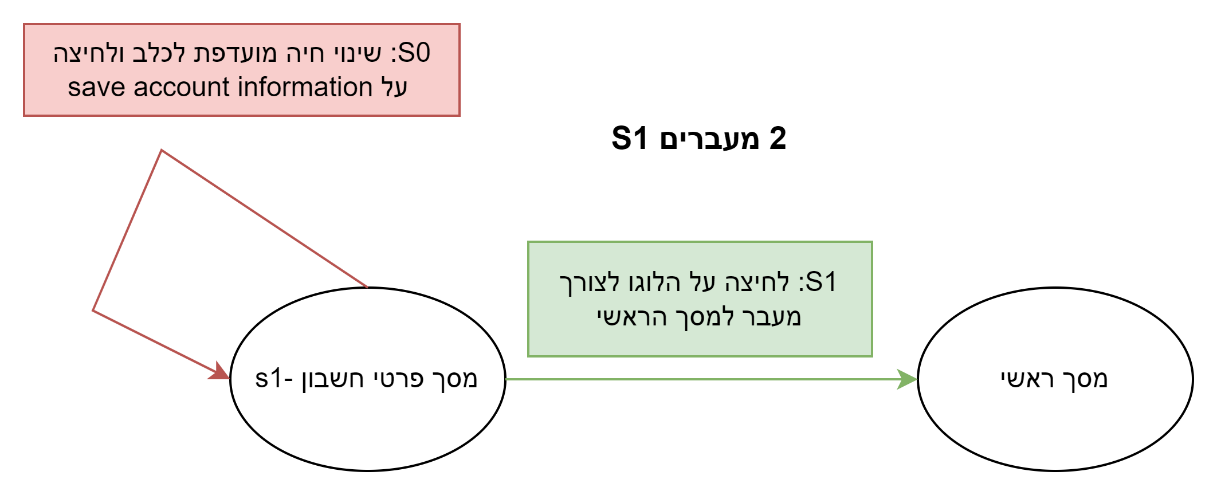 S0: שינוי חיה מועדפת לכלב ולחיצה
על save account information
2 מעברים S1
S1: לחיצה על הלוגו לצורך
מעבר למסך הראשי
מסך פרטי חשבון -s1
מסך ראשי